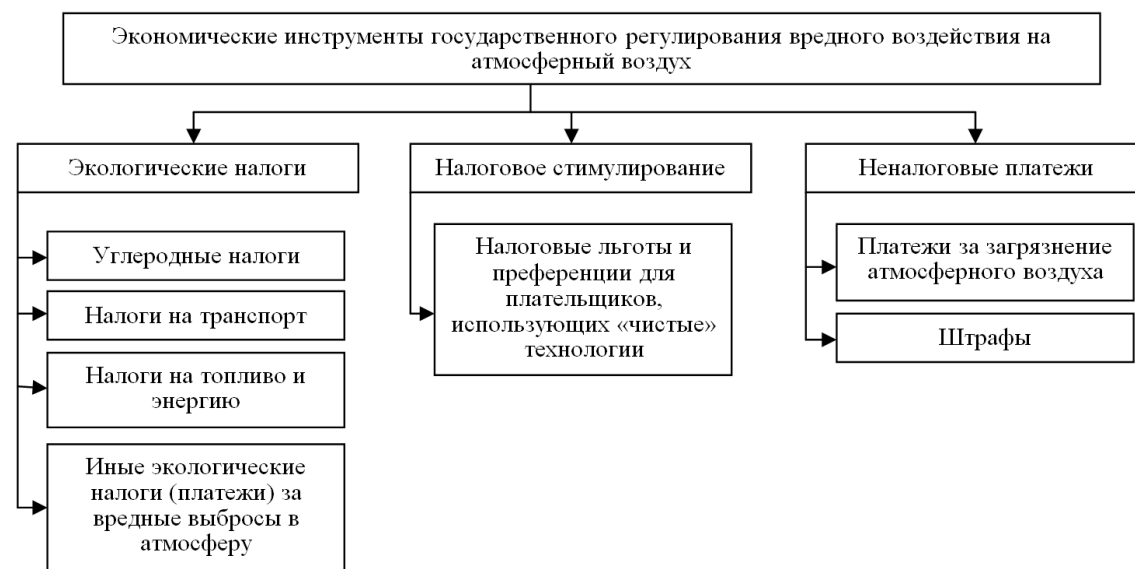 Экономические инструменты государственного регулирования вредного воздействия на
атмосферный воздух
Экологические налоги
Углеродные налоги
Налоги на транспорт
Налоги на топливо и
энергию
Иные экологические
налоги (платежи) за
вредные выбросы в
атмосферу
Налоговое стимулирование
Налоговые льготы и
преференции для
плательщиков,
использующих «чистые»
технологии
Неналоговые платежи
Платежи за загрязнение
атмосферного воздуха
Штрафы